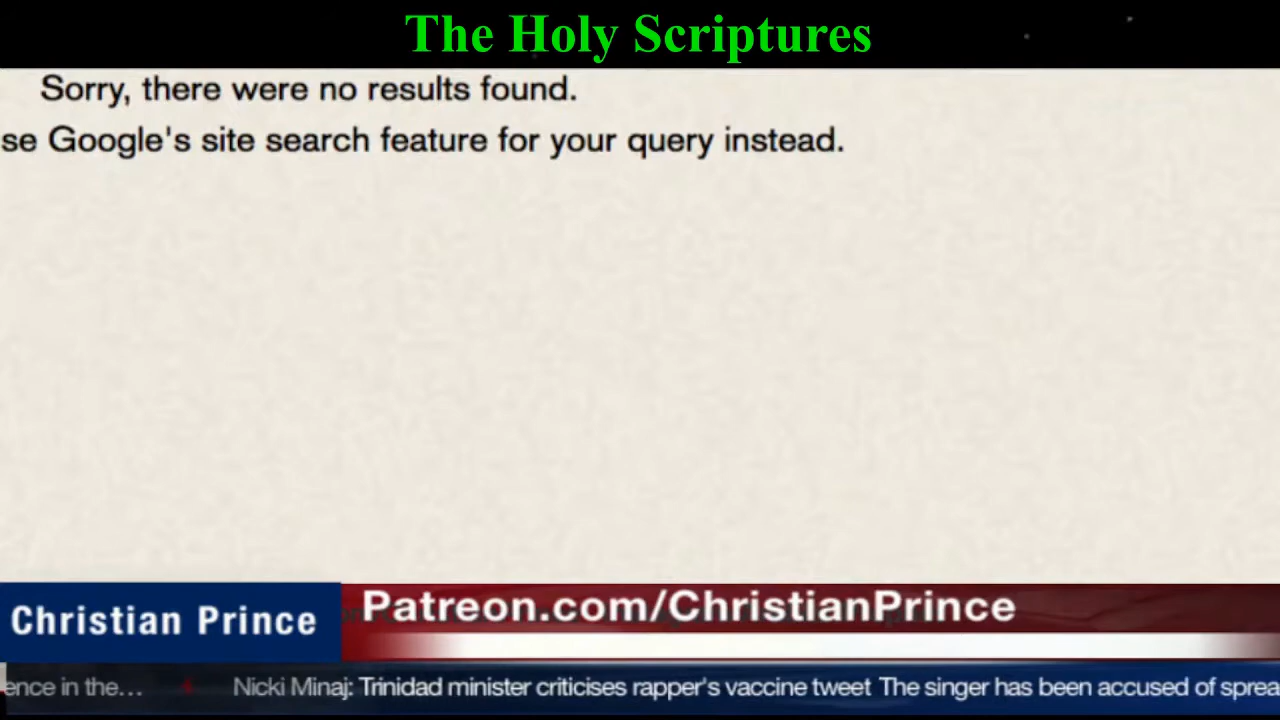 The Holy Scriptures
Sorry, there were no results found.
se Google's site search feature for your query instead.
Christian Prince
Patreon.com/ChristianPrince
ence in the...
Nicki Minaj: Trinidad minister criticises rapper's vaccine tweet The singer has been accused of sprea